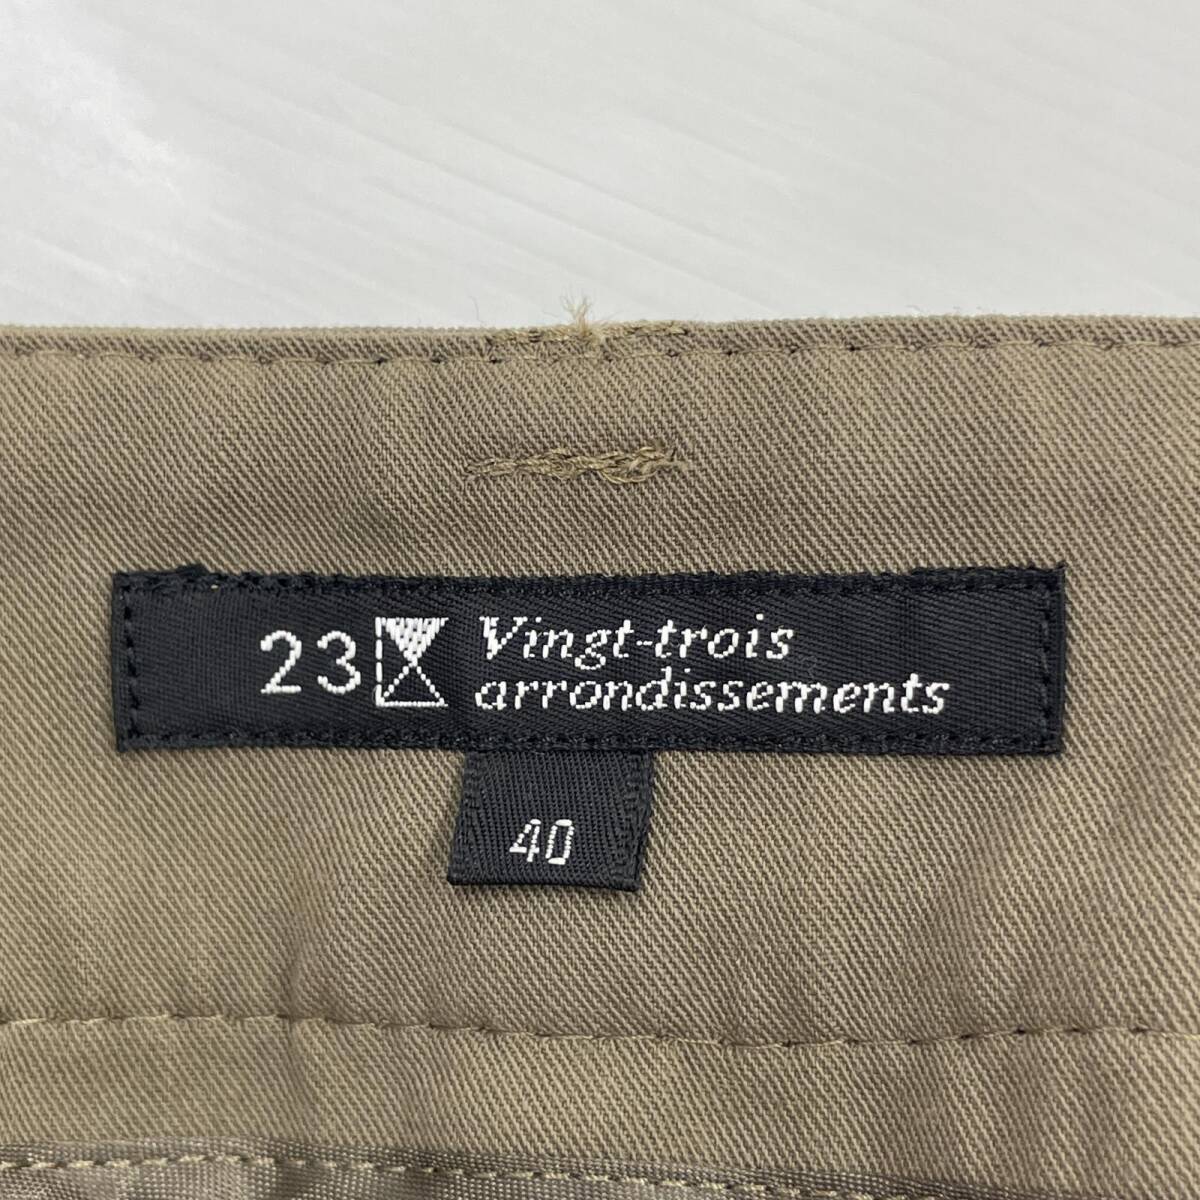 23 Vingt-trois
arrondissements
40